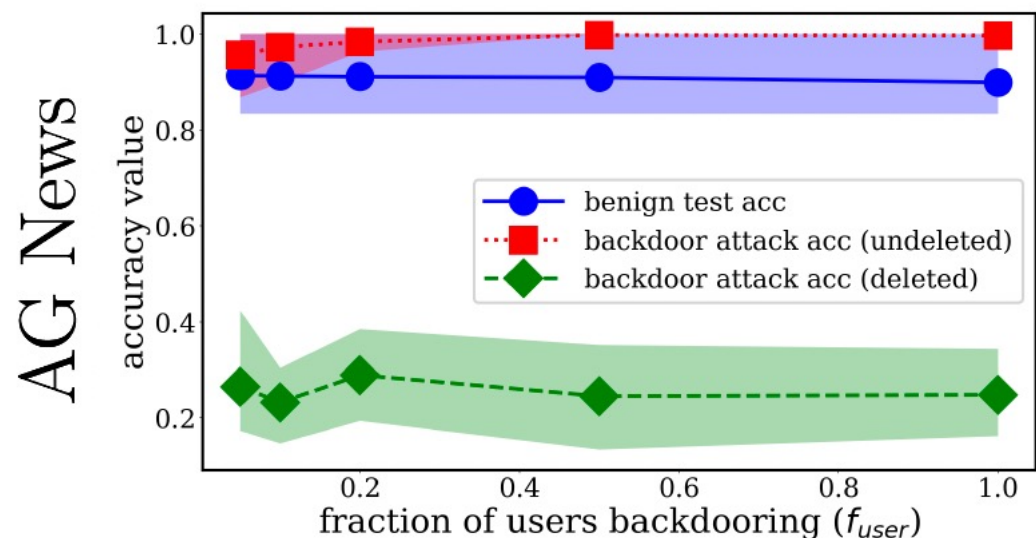 AG News
accuracy value
1.0
0.8
0.6
0.4
0.2
benign test acc
backdoor attack acc (undeleted)
backdoor attack acc (deleted)
0.2 0.4 0.6 0.8 1.0
fraction of users backdooring (f_user)